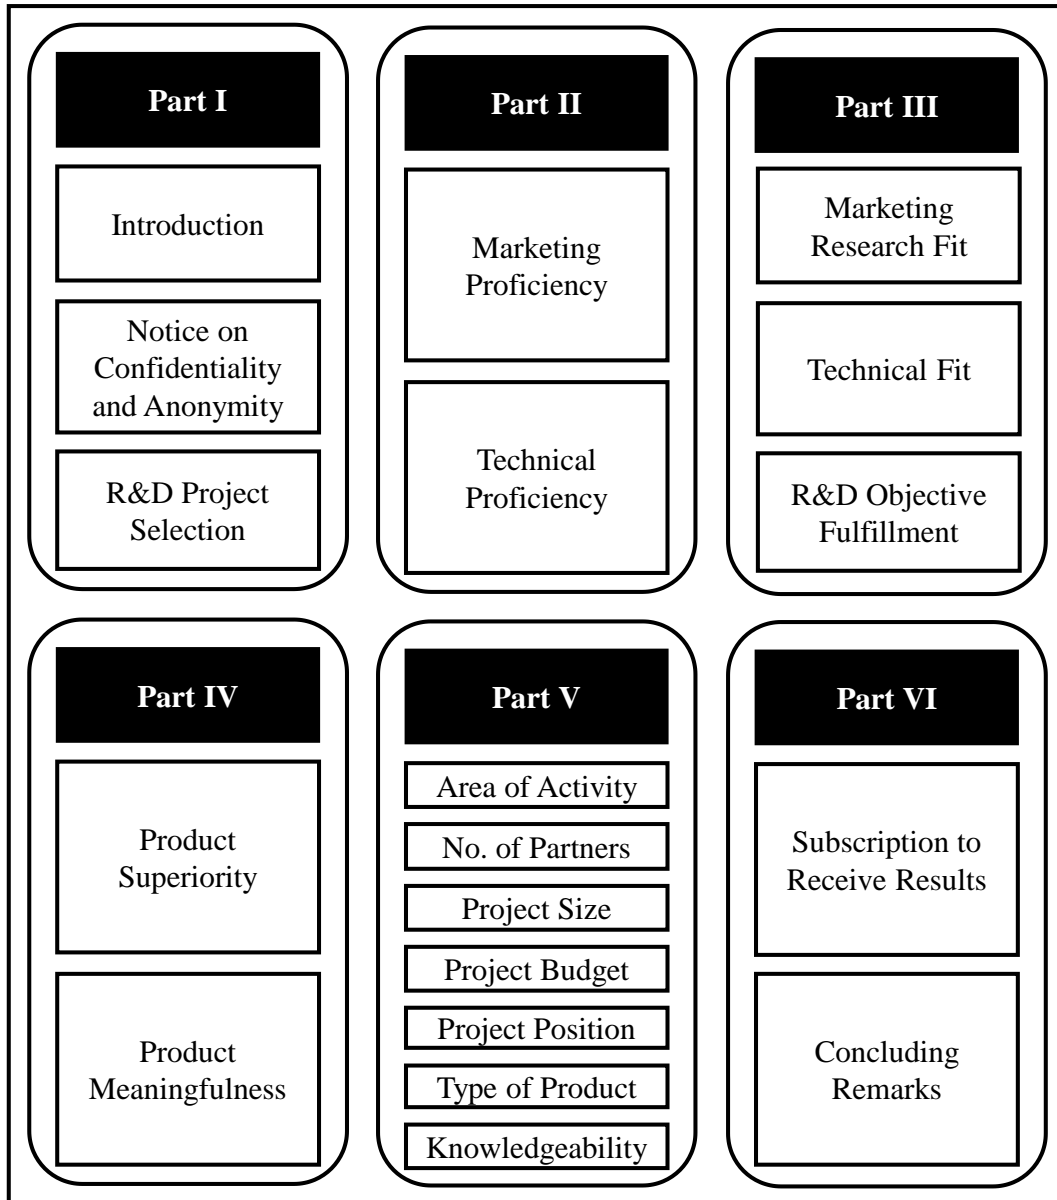 Part I
Introduction
Notice on
Confidentiality
and Anonymity
R&D Project
Selection
Part II
Marketing
Proficiency
Technical
Proficiency
Part III
Marketing
Research Fit
Technical Fit
R&D Objective
Fulfillment
Part IV
Product
Superiority
Product
Meaningfulness
Part V
Area of Activity
No. of Partners
Project Size
Project Budget
Project Position
Type of Product
Knowledgeability
Part VI
Subscription to
Receive Results
Concluding
Remarks